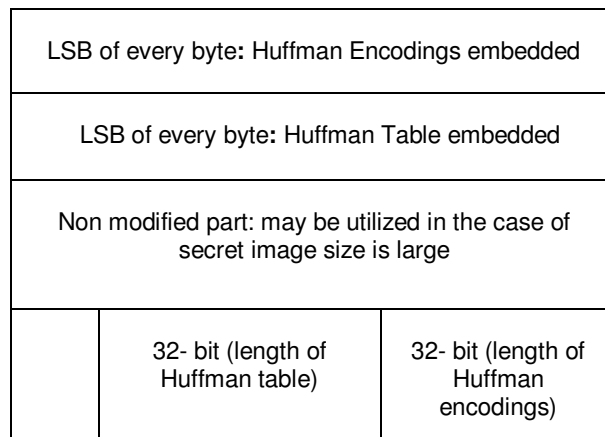 LSB of every byte: Huffman Encodings embedded
LSB of every byte: Huffman Table embedded
Non modified part: may be utilized in the case of
secret image size is large
32- bit (length of
Huffman table)
32- bit (length of
Huffman
encodings)